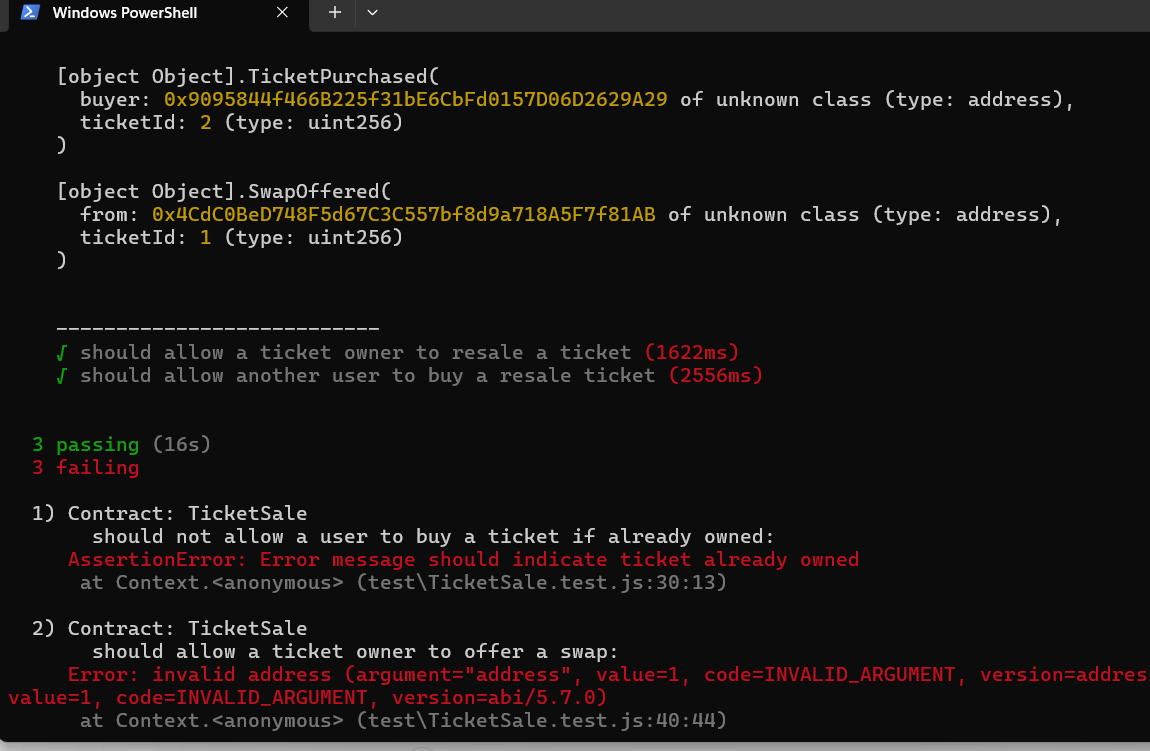 Windows PowerShell
[object Object].TicketPurchased(
buyer: 0x9095844f466B225f31bE6CbFd0157D06D2629A29 of unknown class (type: address),
ticketId: 2 (type: uint256)
)
[object Object].SwapOffered(
from: 0x4CdC0BeD748F5d67C3C557bf8d9a718A5F7f81AB of unknown class (type: address),
ticketId: 1 (type: uint256)
)
---------------------------
√ should allow a ticket owner to resale a ticket (1622ms)
√ should allow another user to buy a resale ticket (2556ms)
3 passing (16s)
3 failing
1) Contract: TicketSale
should not allow a user to buy a ticket if already owned:
AssertionError: Error message should indicate ticket already owned
at Context.<anonymous> (test\TicketSale.test.js:30:13)
2) Contract: TicketSale
should allow a ticket owner to offer a swap:
Error: invalid address (argument="address", value=1, code=INVALID_ARGUMENT, version=addres
value=1, code=INVALID_ARGUMENT, version=abi/5.7.0)
at Context.<anonymous> (test\TicketSale.test.js:40:44)